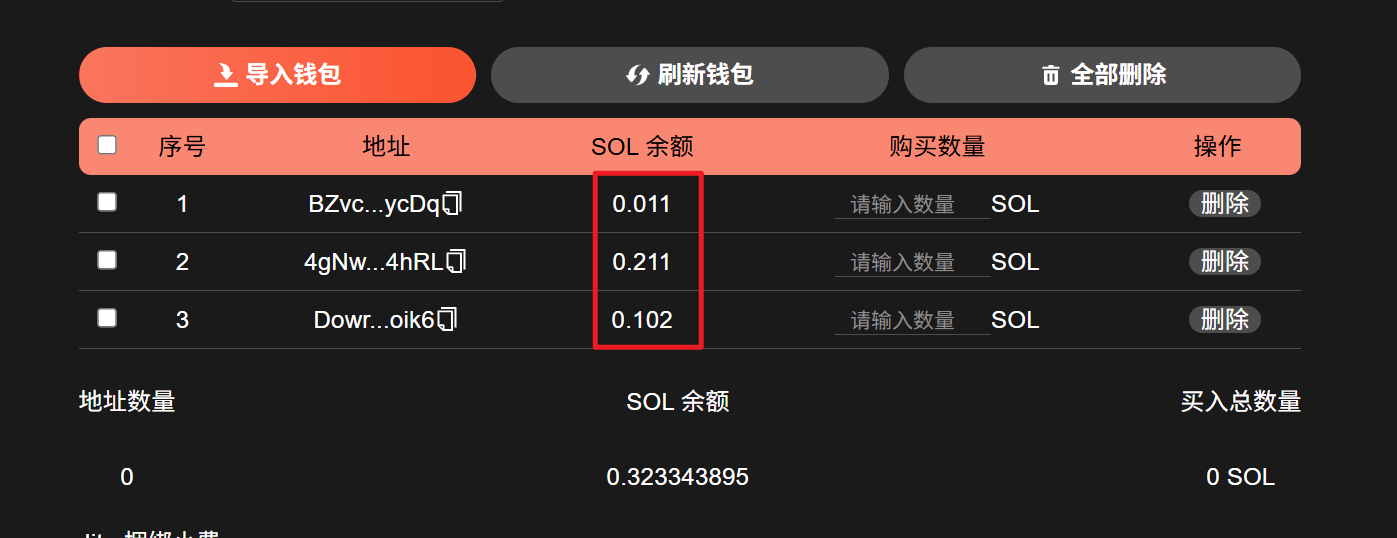 导入钱包 刷新钱包 全部删除
序号 地址 SOL 余额 购买数量 操作
1 BZvc...ycDq 0.011 请输入数量 SOL 删除
2 4gNw...4hRL 0.211 请输入数量 SOL 删除
3 Dowr...oik6 0.102 请输入数量 SOL 删除
地址数量 SOL 余额 买入总数量
0 0.323343895 0 SOL